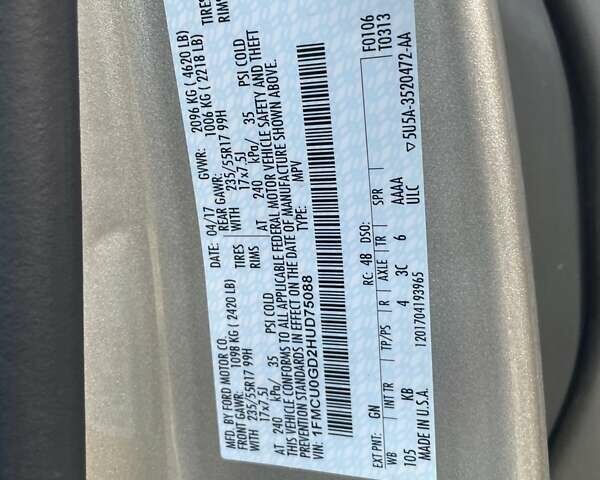 MFD. BY FORD MOTOR CO.
DATE: 04/17 GVWR: 2096 KG ( 4620 LB)
FRONT GAWR: 1098 KG ( 2420 LB) REAR GAWR: 1006 KG ( 2218 LB)
WITH 235/55R17 99H TIRES WITH 235/55R17 99H TIRES
17x7.5J RIMS 17x7.5J RIMS
AT 240 kPa/ 35 PSI COLD AT 240 kPa/ 35 PSI COLD
THIS VEHICLE CONFORMS TO ALL APPLICABLE FEDERAL MOTOR VEHICLE SAFETY AND THEFT
PREVENTION STANDARDS IN EFFECT ON THE DATE OF MANUFACTURE SHOWN ABOVE.
VIN: 1FMCU0GD2HUD75088 TYPE: MPV
F0106
T0313
EXT PNT: GN RC: 4B DSO:
WB INT TR TP/PS R AXLE TR SPR
105 KB 4 3C 6 AAAA
ULC
MADE IN U.S.A. 1201704193965 ▽5U5A-3520472-AA